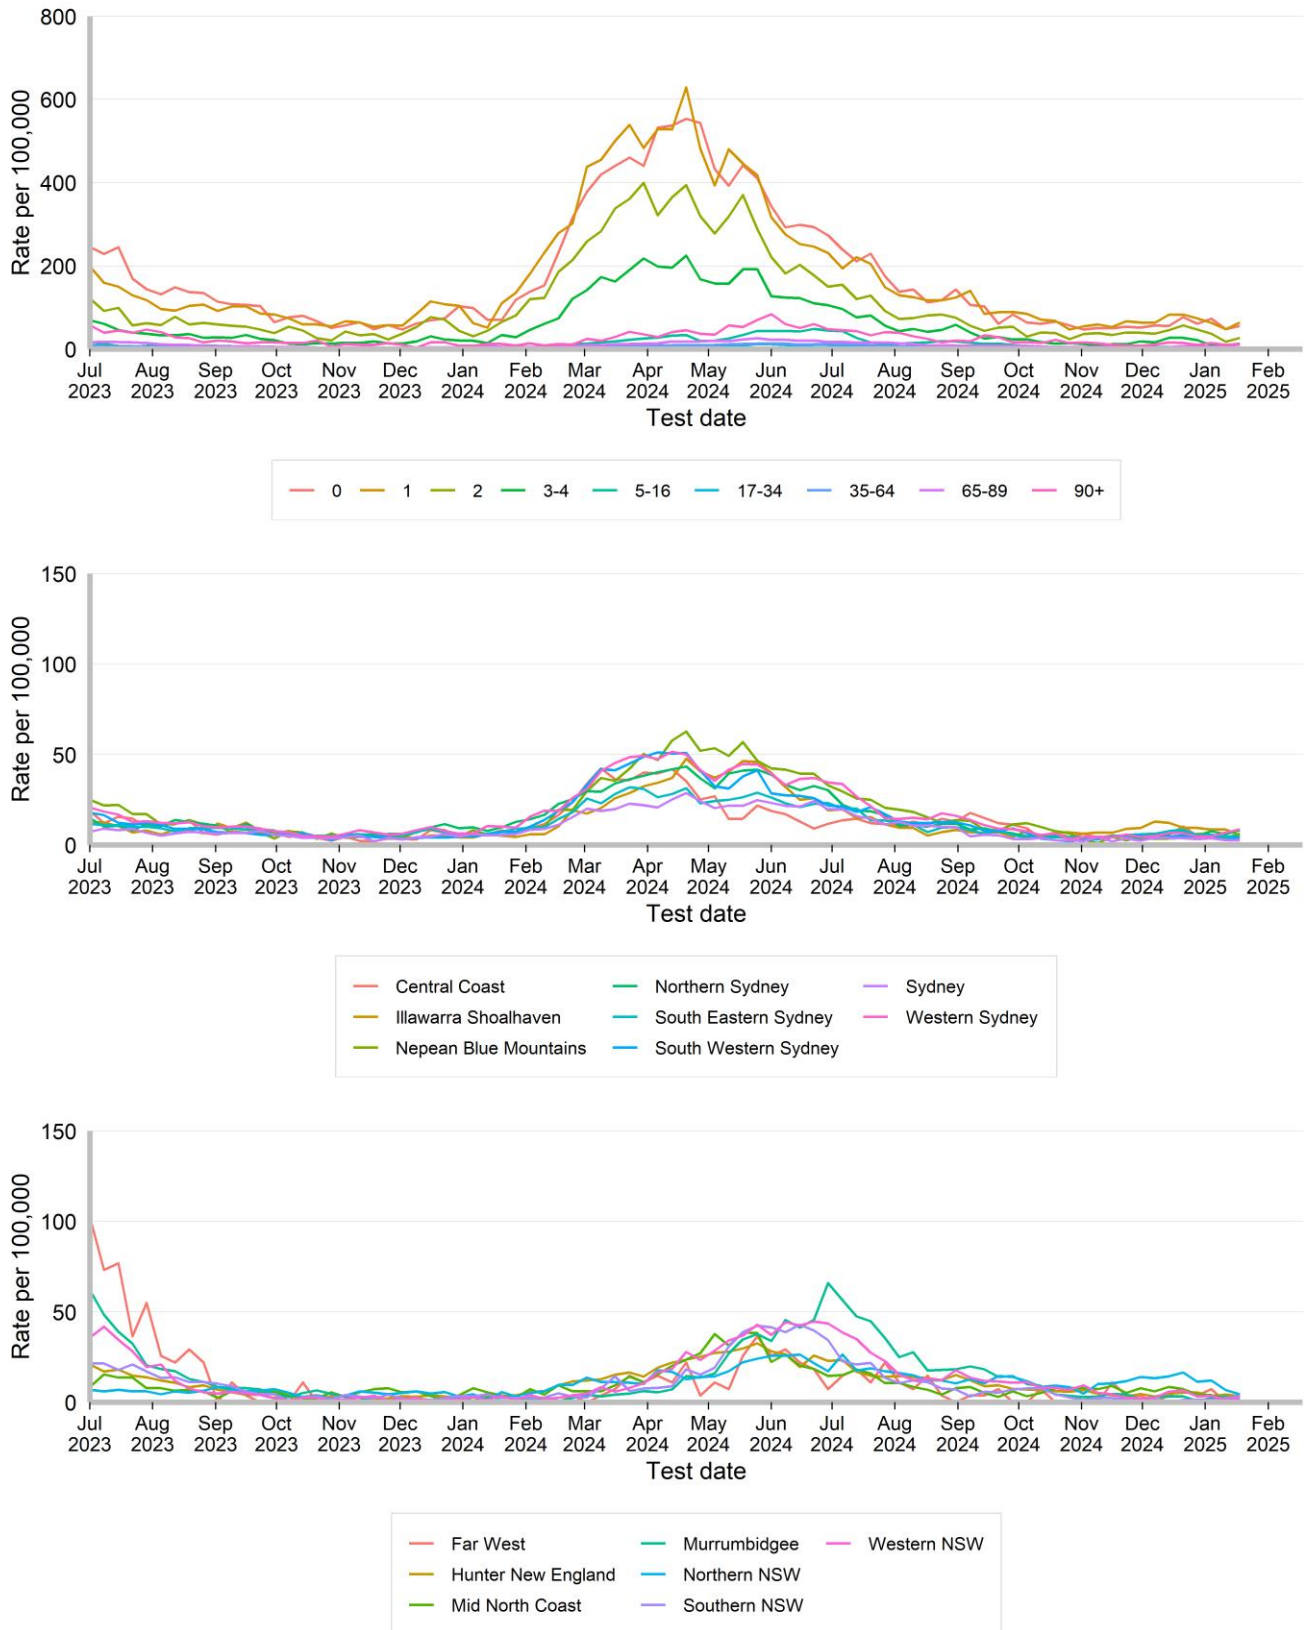 800
600
400
200
0
Rate per 100,000
Jul Aug Sep Oct Nov Dec Jan Feb Mar Apr May Jun Jul Aug Sep Oct Nov Dec Jan Feb
2023 2023 2023 2023 2023 2023 2024 2024 2024 2024 2024 2024 2024 2024 2024 2024 2024 2024 2025 2025
Test date
0 1 2 3-4 5-16 17-34 35-64 65-89 90+
150
100
50
0
Rate per 100,000
Jul Aug Sep Oct Nov Dec Jan Feb Mar Apr May Jun Jul Aug Sep Oct Nov Dec Jan Feb
2023 2023 2023 2023 2023 2023 2024 2024 2024 2024 2024 2024 2024 2024 2024 2024 2024 2024 2025 2025
Test date
Central Coast Northern Sydney Sydney
Illawarra Shoalhaven South Eastern Sydney Western Sydney
Nepean Blue Mountains South Western Sydney
150
100
50
0
Rate per 100,000
Jul Aug Sep Oct Nov Dec Jan Feb Mar Apr May Jun Jul Aug Sep Oct Nov Dec Jan Feb
2023 2023 2023 2023 2023 2023 2024 2024 2024 2024 2024 2024 2024 2024 2024 2024 2024 2024 2025 2025
Test date
Far West Murrumbidgee Western NSW
Hunter New England Northern NSW
Mid North Coast Southern NSW